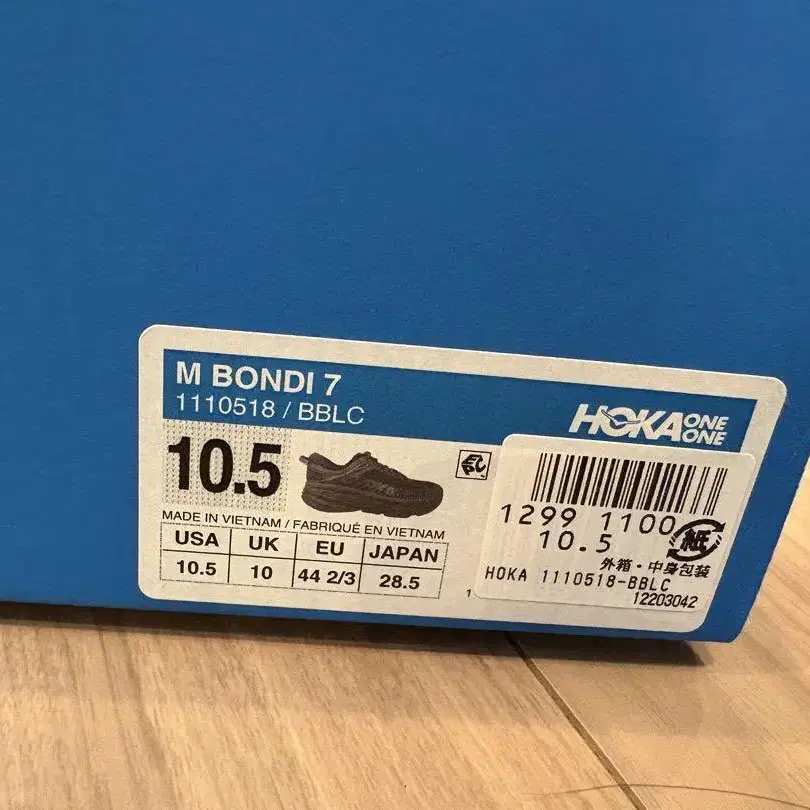 M BONDI 7
1110518 / BBLC
HOKA ONE ONE
10.5
MADE IN VIETNAM / FABRIQUÉ EN VIETNAM
USA UK EU JAPAN
10.5 10 44 2/3 28.5
1299 1100
10.5
紙
外箱・中身包装
HOKA 1110518-BBLC
12203042
1